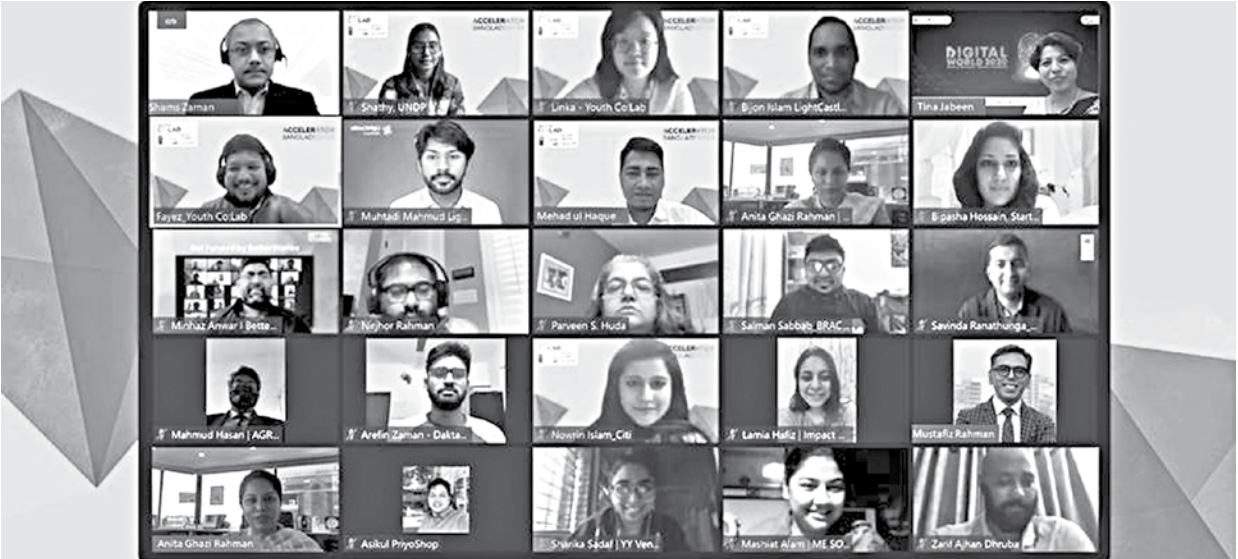 Shams Zaman
Shathy, UNDP
Linka - Youth Co:Lab
Bijon Islam LightCastl...
DIGITAL
WORLD 2020
Tina Jabeen
LAB
ACCELERATOR
BANGLADESH
Fayez_Youth Co:Lab
Muhtadi Mahmud Lig...
Mehad ul Haque
Anita Ghazi Rahman | ...
Bipasha Hossain, Start...
Minhaz Anwar | Bette...
Nirjhor Rahman
Parveen S. Huda
Salman Sabbab_BRAC...
Savinda Ranathunga_...
Mahmud Hasan | AGR...
Arefin Zaman - Dakta...
Nowrin Islam_Citi
Lamia Hafiz | Impact ...
Mustafiz Rahman
Anita Ghazi Rahman
Asikul PriyoShop
Sharika Sadaf | YY Ven...
Mashiat Alam | ME SO...
Zarif Ajhan Dhruba